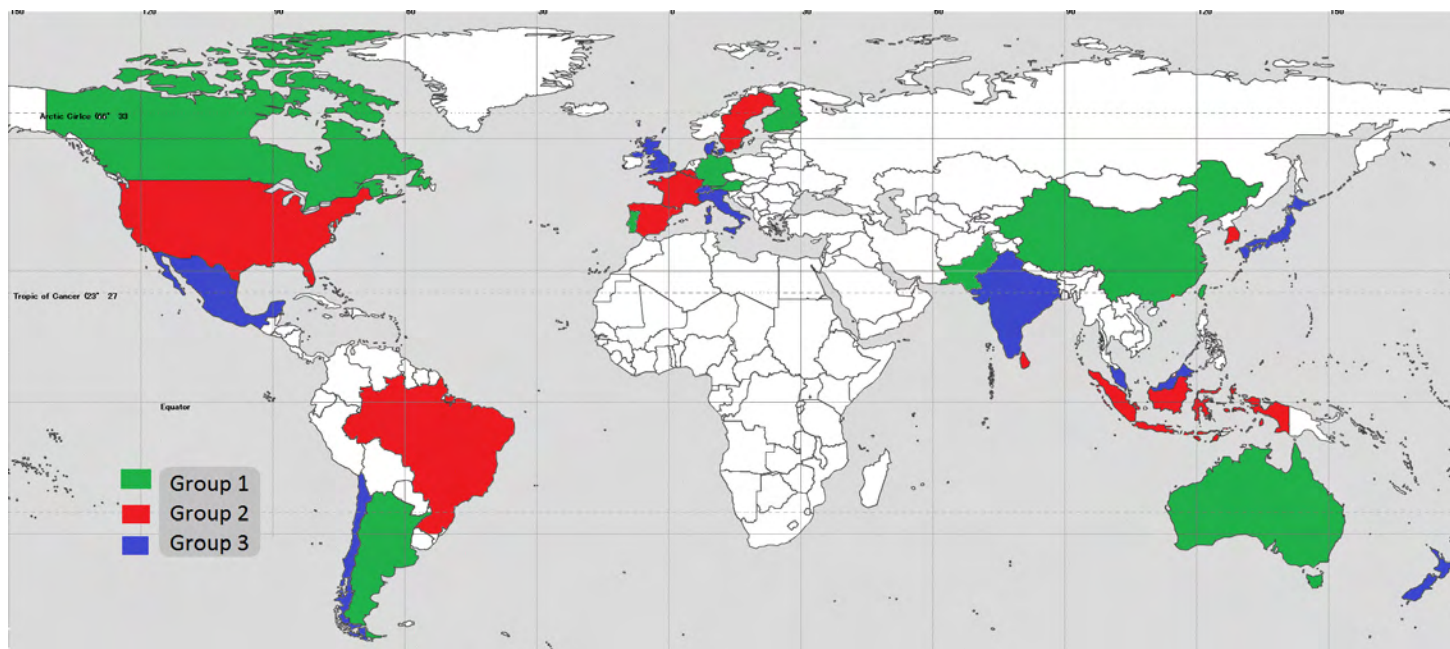 150 120 90 60 30 0 30 60 90 120 150
Arctic Cirlce (66° 33
Tropic of Cancer (23° 27
Equator
Group 1
Group 2
Group 3